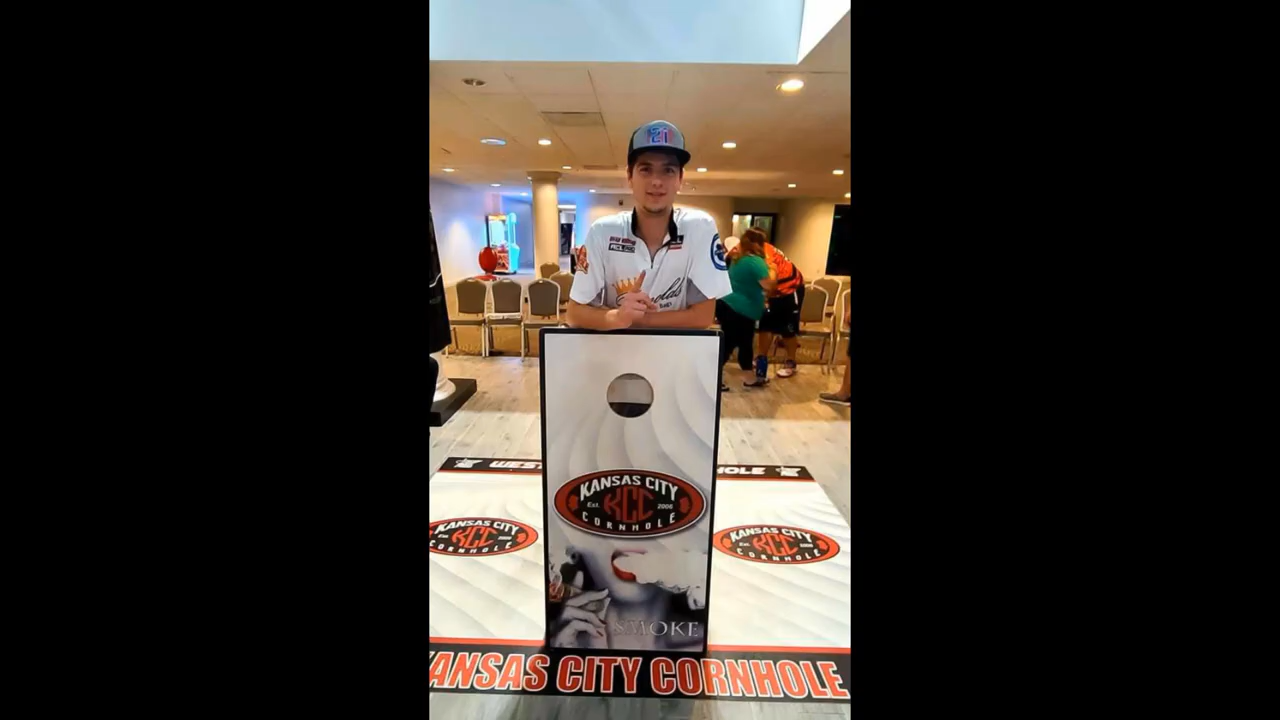 21
WEST
HOLE
KANSAS CITY
Est. KCC 2006
CORNHOLE
KANSAS CITY
KCC
CORNHOLE
KANSAS CITY
KCC
CORNHOLE
SMOKE
ANSAS CITY CORNHOLE